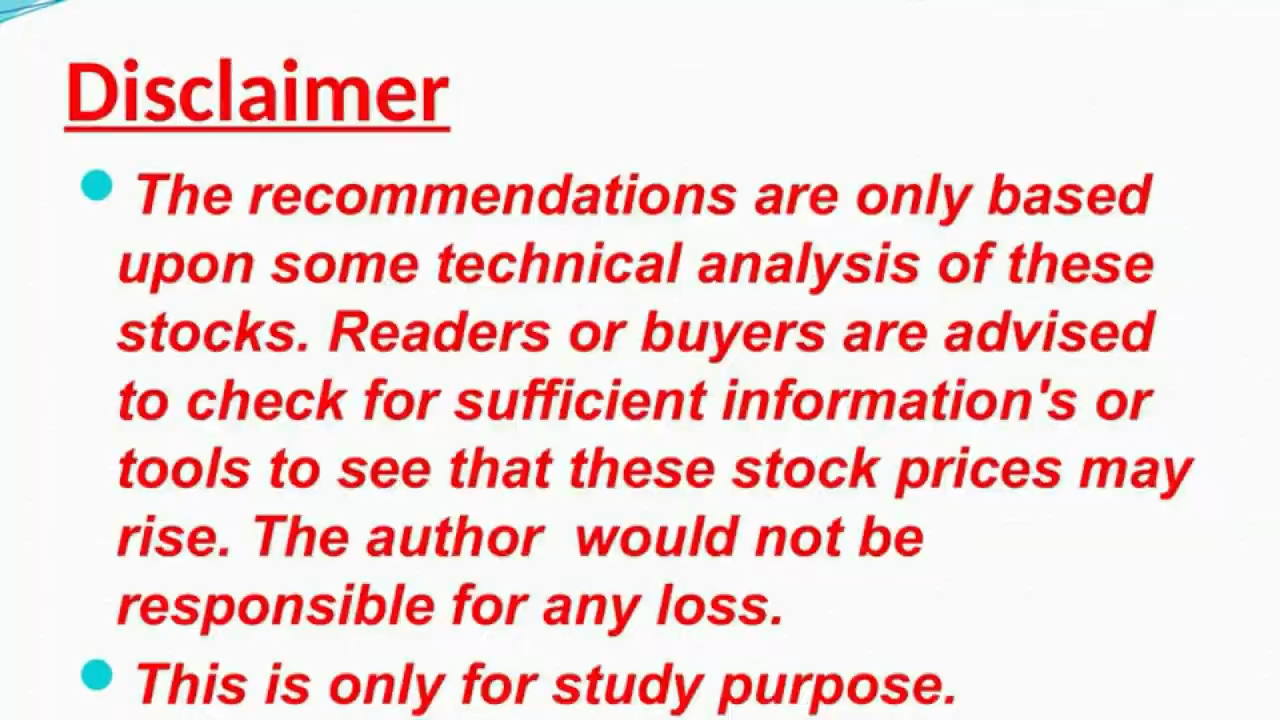 Disclaimer
The recommendations are only based
upon some technical analysis of these
stocks. Readers or buyers are advised
to check for sufficient information's or
tools to see that these stock prices may
rise. The author  would not be
responsible for any loss.
This is only for study purpose.